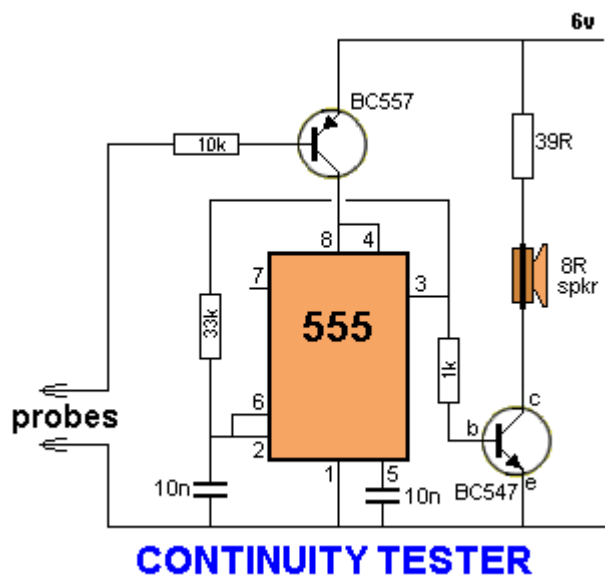 6v
BC557
10k
39R
8 4
7
3
8R
spkr
33k
555
1k
probes
6
2
c
b
1
5
10n
10n
BC547
e
CONTINUITY TESTER